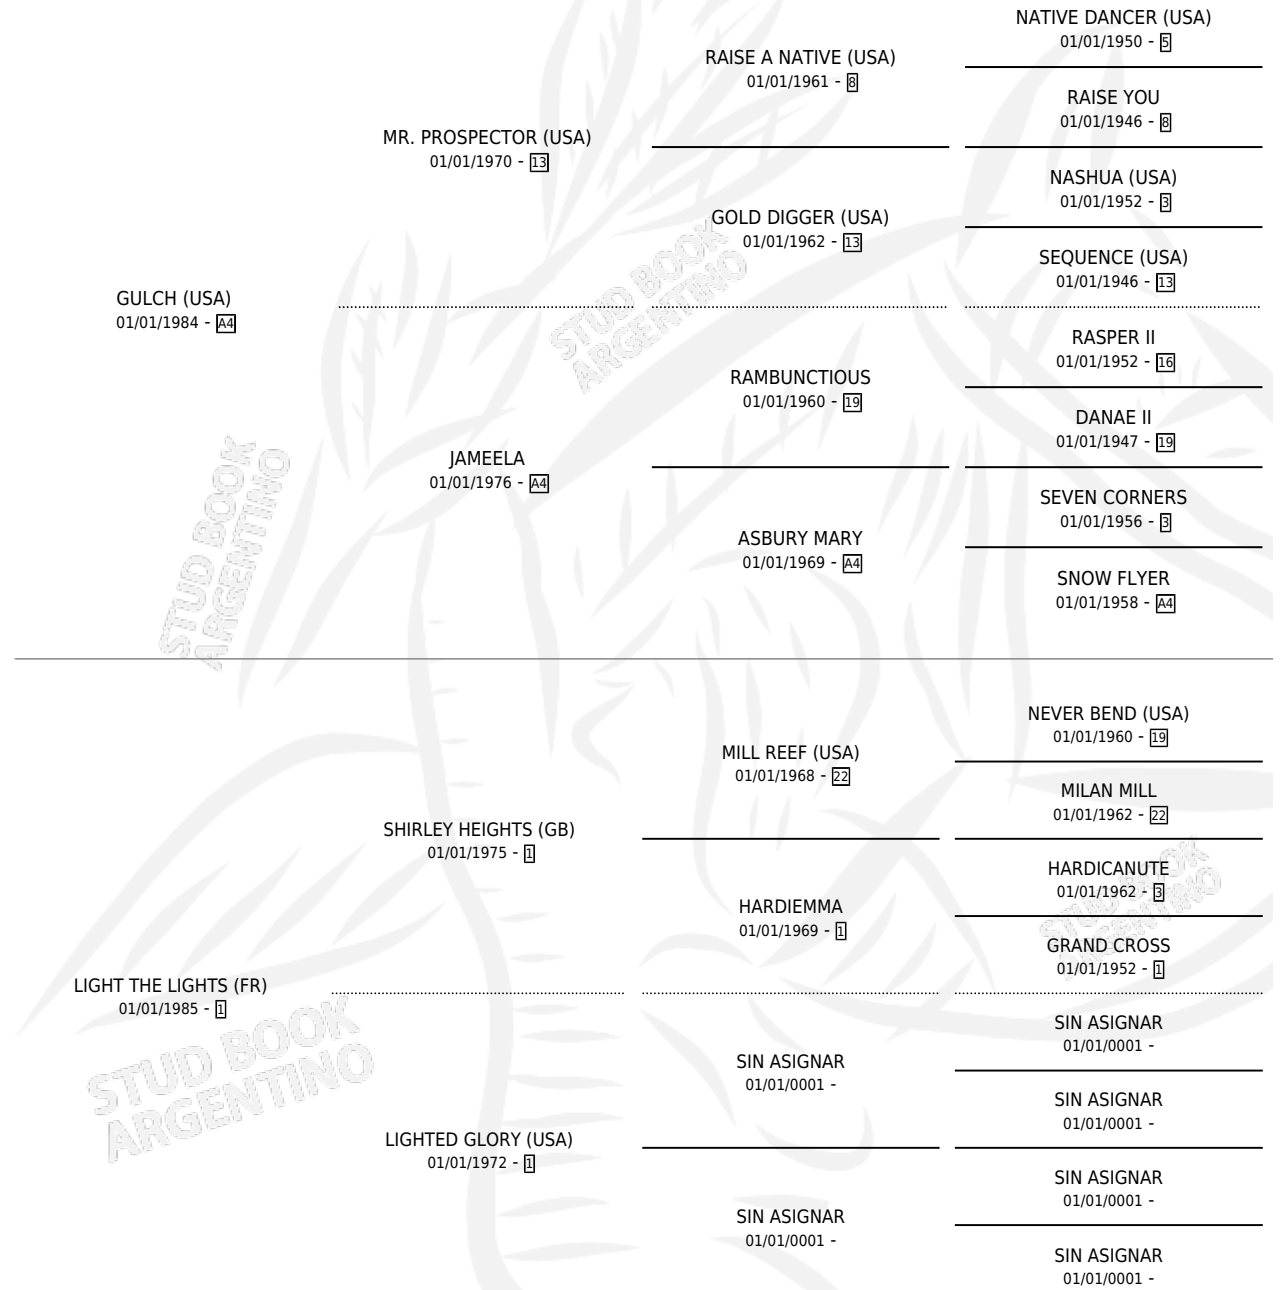 NATIVE DANCER (USA)
01/01/1950 - 5
RAISE A NATIVE (USA)
01/01/1961 - 8
RAISE YOU
01/01/1946 - 8
MR. PROSPECTOR (USA)
01/01/1970 - 13
NASHUA (USA)
01/01/1952 - 3
GOLD DIGGER (USA)
01/01/1962 - 13
SEQUENCE (USA)
01/01/1946 - 13
GULCH (USA)
01/01/1984 - A4
STUD BOOK
ARGENTINO
RASPER II
01/01/1952 - 16
RAMBUNCTIOUS
01/01/1960 - 19
DANAE II
01/01/1947 - 19
JAMEELA
01/01/1976 - A4
SEVEN CORNERS
01/01/1956 - 3
ASBURY MARY
01/01/1969 - A4
SNOW FLYER
01/01/1958 - A4
STUD BOOK
ARGENTINO
NEVER BEND (USA)
01/01/1960 - 19
MILL REEF (USA)
01/01/1968 - 22
MILAN MILL
01/01/1962 - 22
SHIRLEY HEIGHTS (GB)
01/01/1975 - 1
HARDICANUTE
01/01/1962 - 3
HARDIEMMA
01/01/1969 - 1
STUD BOOK
ARGENTINO
GRAND CROSS
01/01/1952 - 1
LIGHT THE LIGHTS (FR)
01/01/1985 - 1
SIN ASIGNAR
01/01/0001 -
SIN ASIGNAR
01/01/0001 -
SIN ASIGNAR
01/01/0001 -
STUD BOOK
ARGENTINO
LIGHTED GLORY (USA)
01/01/1972 - 1
SIN ASIGNAR
01/01/0001 -
SIN ASIGNAR
01/01/0001 -
SIN ASIGNAR
01/01/0001 -